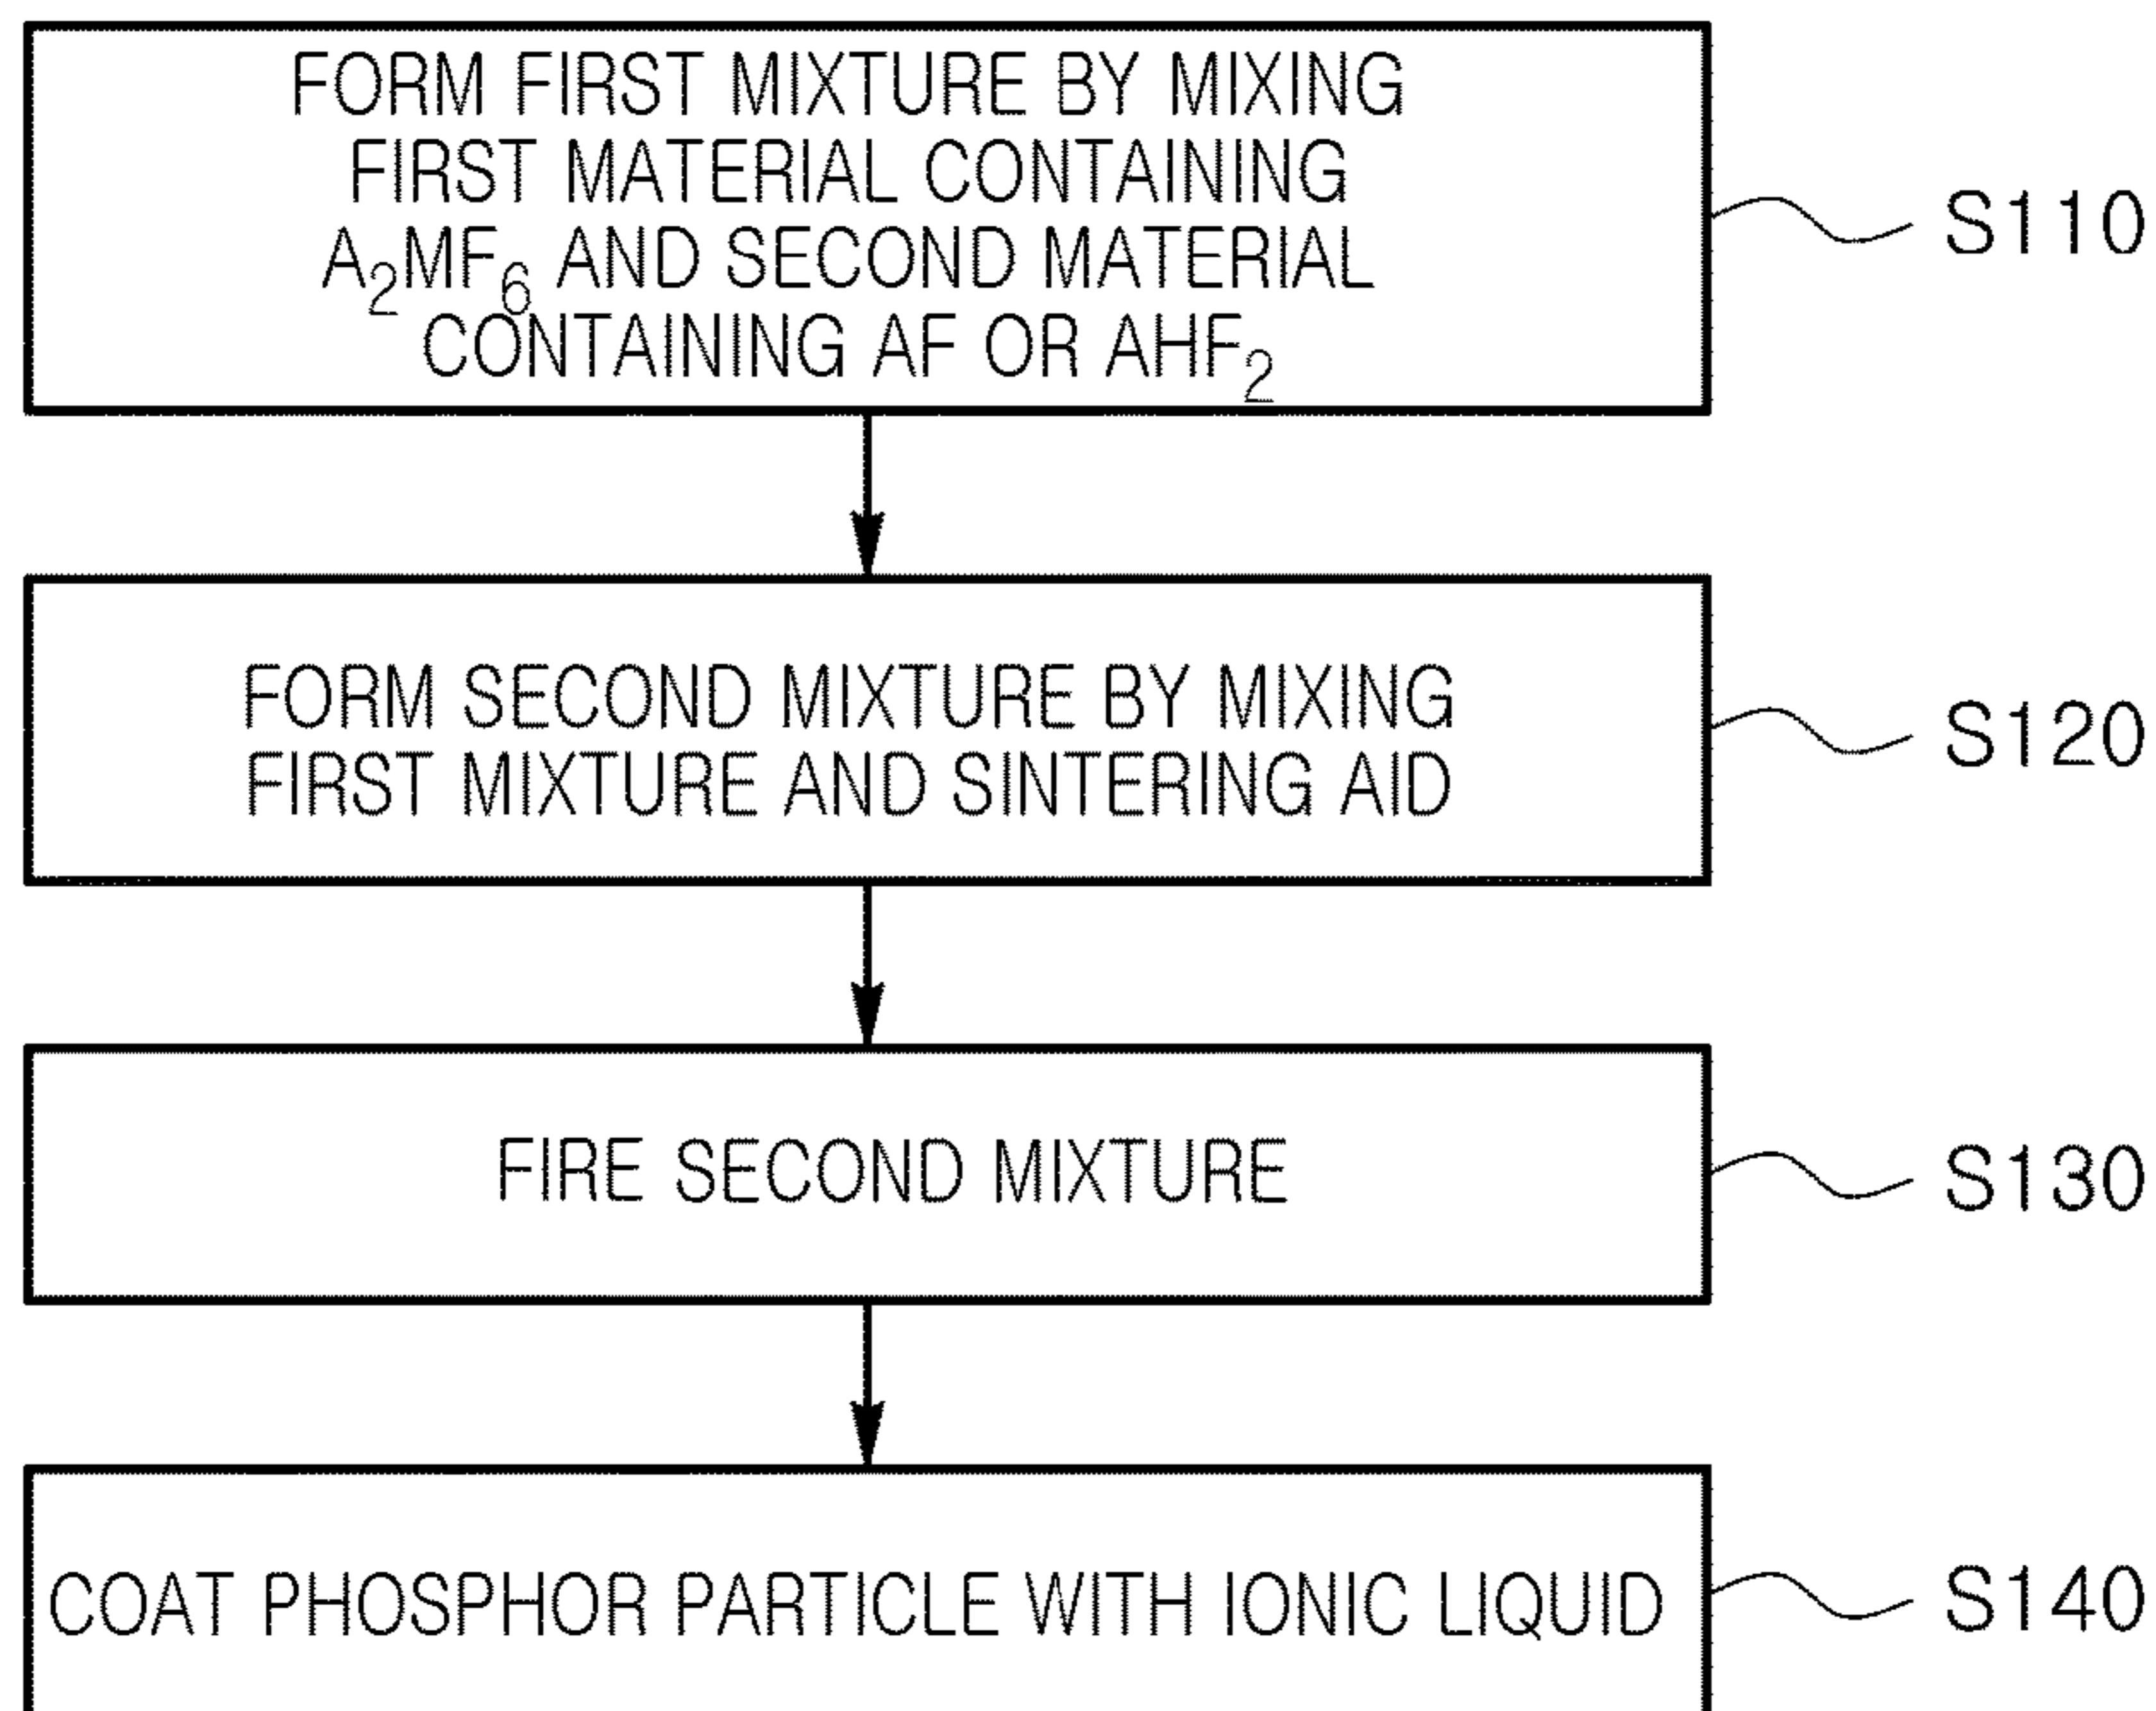 FORM FIRST MIXTURE BY MIXING
FIRST MATERIAL CONTAINING
A₂MF₆ AND SECOND MATERIAL
CONTAINING AF OR AHF₂
S110
FORM SECOND MIXTURE BY MIXING
FIRST MIXTURE AND SINTERING AID
S120
FIRE SECOND MIXTURE
S130
COAT PHOSPHOR PARTICLE WITH IONIC LIQUID
S140